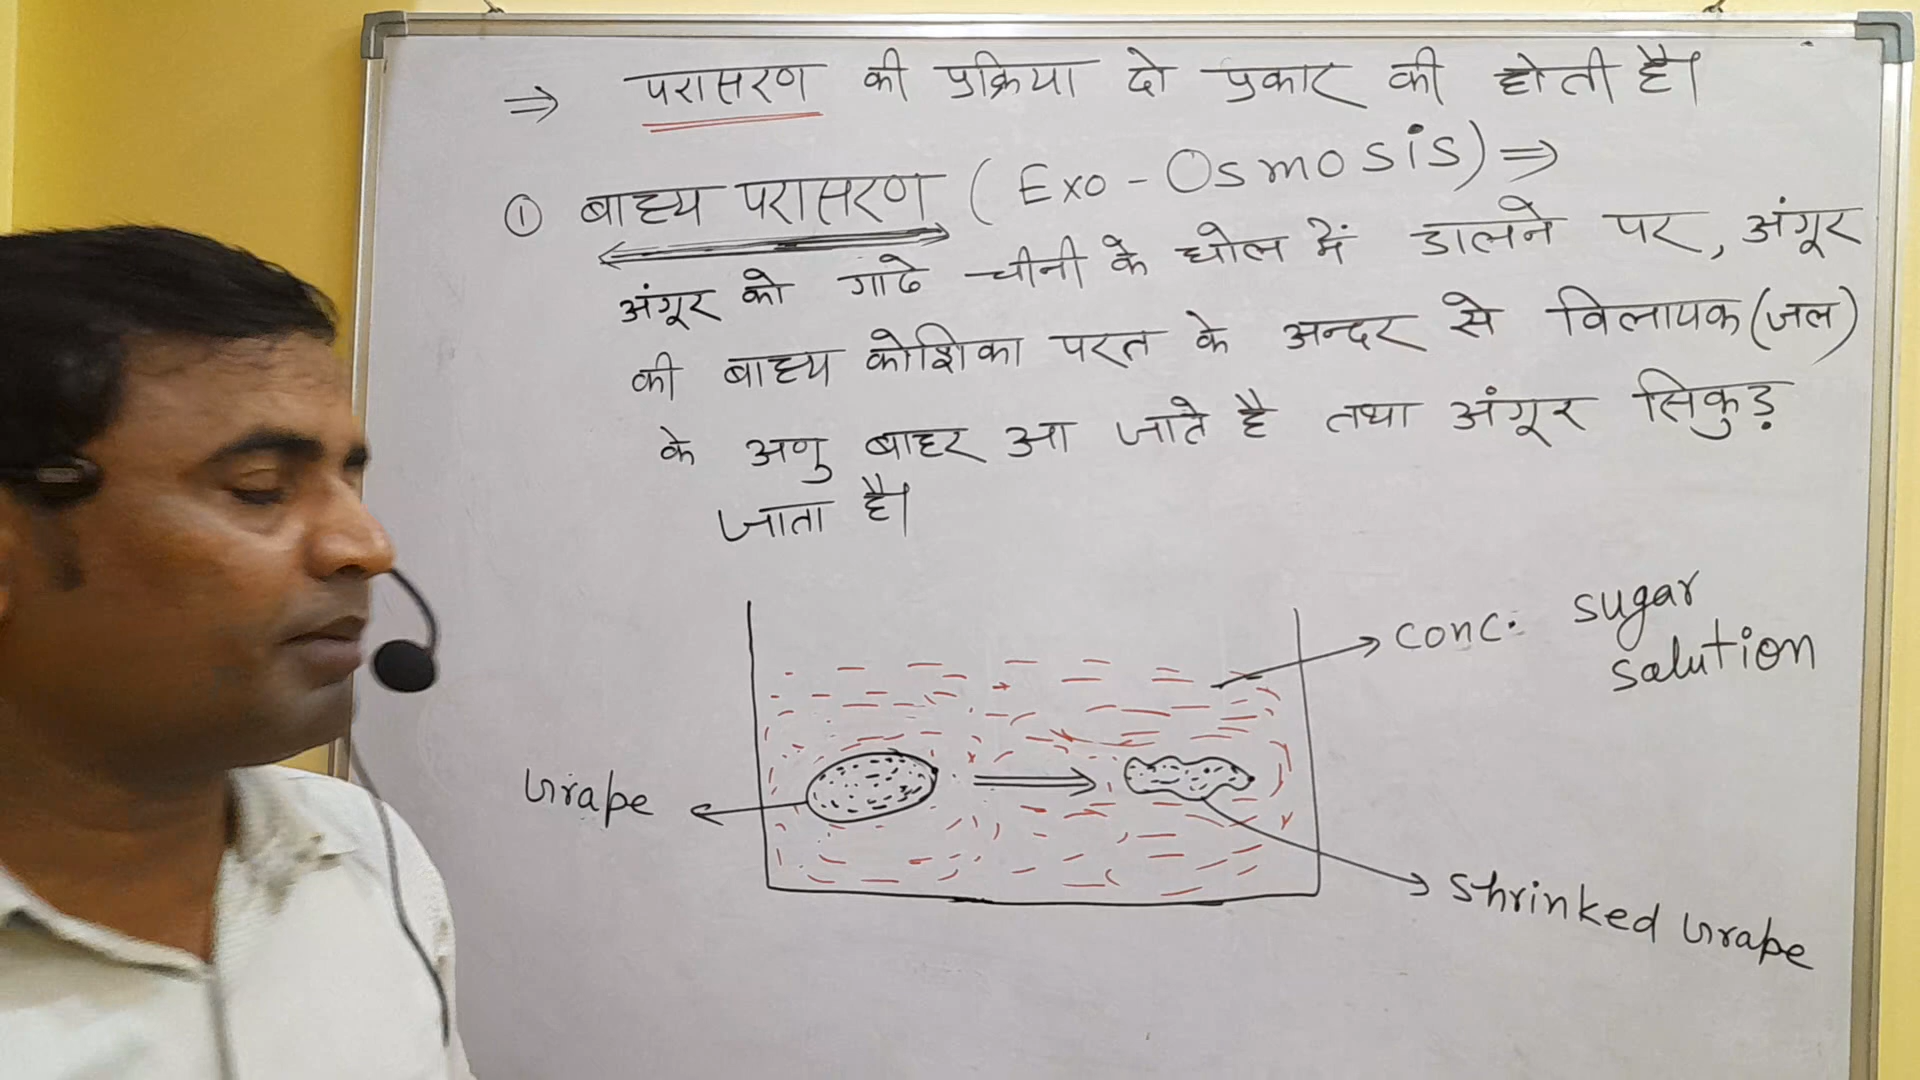 ⇒ परासरण की प्रक्रिया दो प्रकार की होती है।
① बाह्य परासरण (Exo-Osmosis) ⇒
अंगूर को गाढे चीनी के घोल में डालने पर, अंगूर
की बाह्य कोशिका परत के अन्दर से विलायक(जल)
के अणु बाहर आ जाते है तथा अंगूर सिकुड़
जाता है।
conc. sugar
salution
Grape
shrinked Grape